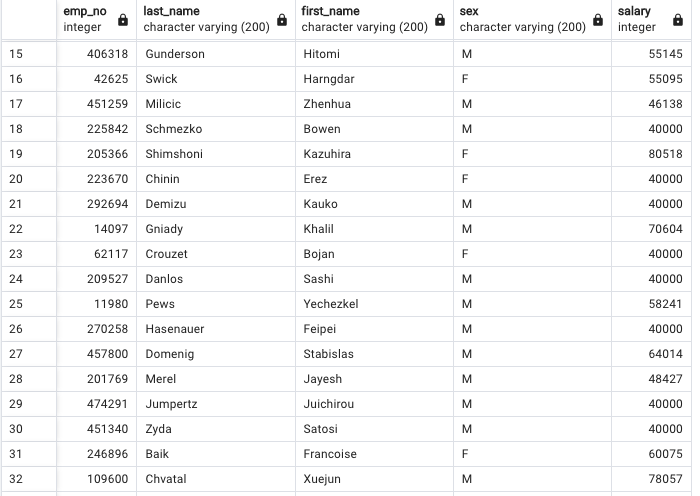 emp_no last_name first_name sex salary
integer character varying (200) character varying (200) character varying (200) integer
15 406318 Gunderson Hitomi M 55145
16 42625 Swick Harngdar F 55095
17 451259 Milicic Zhenhua M 46138
18 225842 Schmezko Bowen M 40000
19 205366 Shimshoni Kazuhira F 80518
20 223670 Chinin Erez F 40000
21 292694 Demizu Kauko M 40000
22 14097 Gniady Khalil M 70604
23 62117 Crouzet Bojan F 40000
24 209527 Danlos Sashi M 40000
25 11980 Pews Yechezkel M 58241
26 270258 Hasenauer Feipei M 40000
27 457800 Domenig Stabislas M 64014
28 201769 Merel Jayesh M 48427
29 474291 Jumpertz Juichirou M 40000
30 451340 Zyda Satosi M 40000
31 246896 Baik Francoise F 60075
32 109600 Chvatal Xuejun M 78057